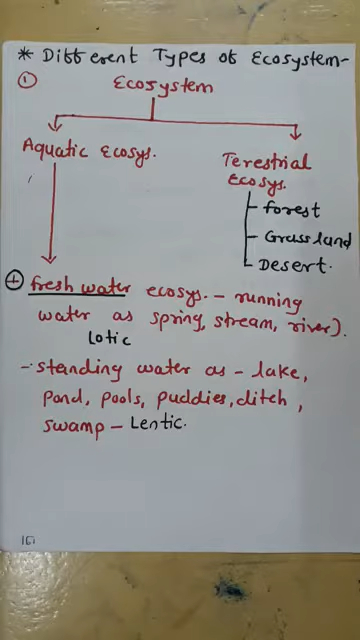 * Different Types of Ecosystem-
① Ecosystem
Aquatic Ecosys.
Terestrial
Ecosys.
- forest
- Grassland
- Desert.
+ fresh water ecosys. - running
water as spring, stream, river).
Lotic
- standing water as - lake,
pond, pools, puddies, ditch,
swamp - Lentic.